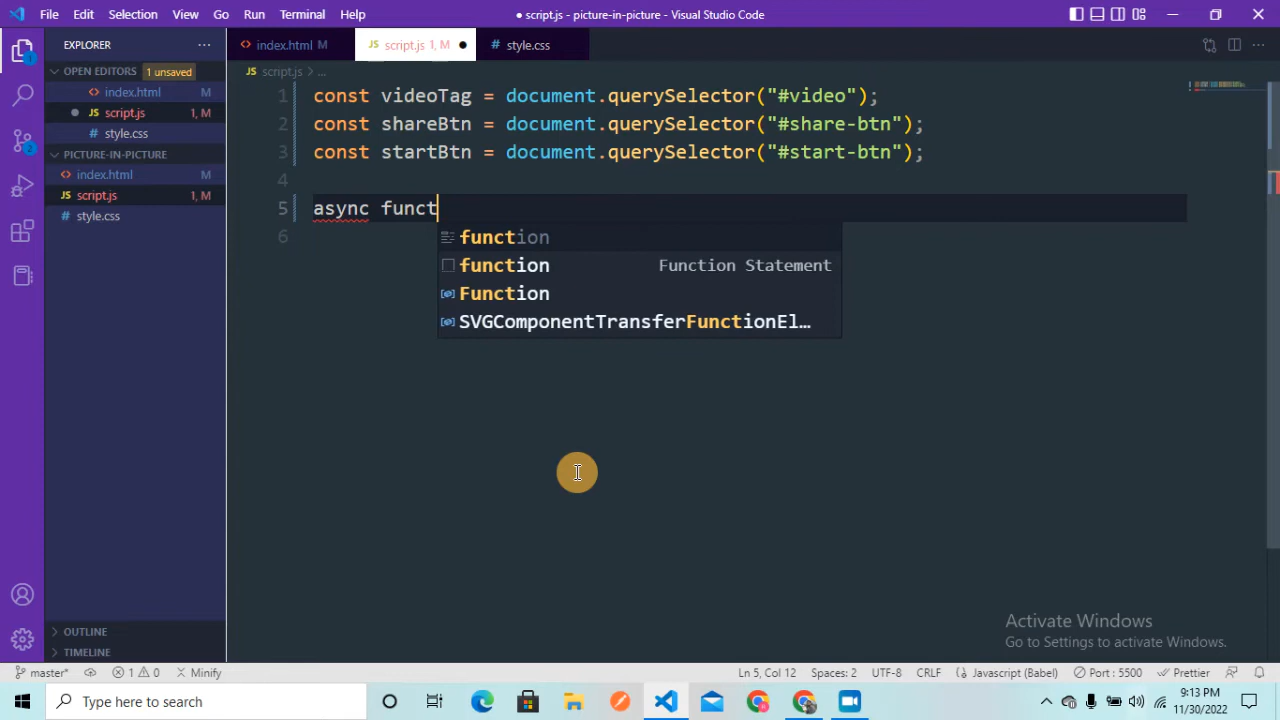 File Edit Selection View Go Run Terminal Help
● script.js - picture-in-picture - Visual Studio Code
EXPLORER
index.html M
JS script.js 1, M ●
style.css
OPEN EDITORS 1 unsaved
index.html M
JS script.js 1, M
style.css
PICTURE-IN-PICTURE
index.html M
JS script.js 1, M
style.css
OUTLINE
TIMELINE
JS script.js > ...
1 const videoTag = document.querySelector("#video");
2 const shareBtn = document.querySelector("#share-btn");
3 const startBtn = document.querySelector("#start-btn");
4
5 async funct
6
function
function Function Statement
Function
SVGComponentTransferFunctionEl…
Activate Windows
Go to Settings to activate Windows.
master* 1 0 Minify
Ln 5, Col 12 Spaces: 2 UTF-8 CRLF Javascript (Babel) Port : 5500 Prettier
Type here to search
9:13 PM
11/30/2022